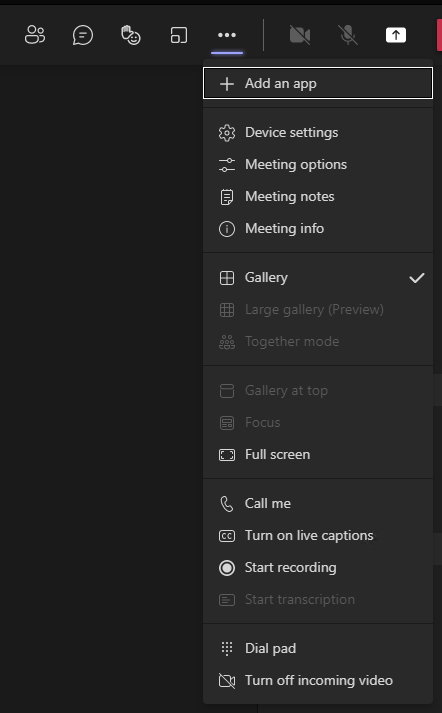 Add an app
Device settings
Meeting options
Meeting notes
Meeting info
Gallery
Large gallery (Preview)
Together mode
Gallery at top
Focus
Full screen
Call me
CC Turn on live captions
Start recording
Start transcription
Dial pad
Turn off incoming video